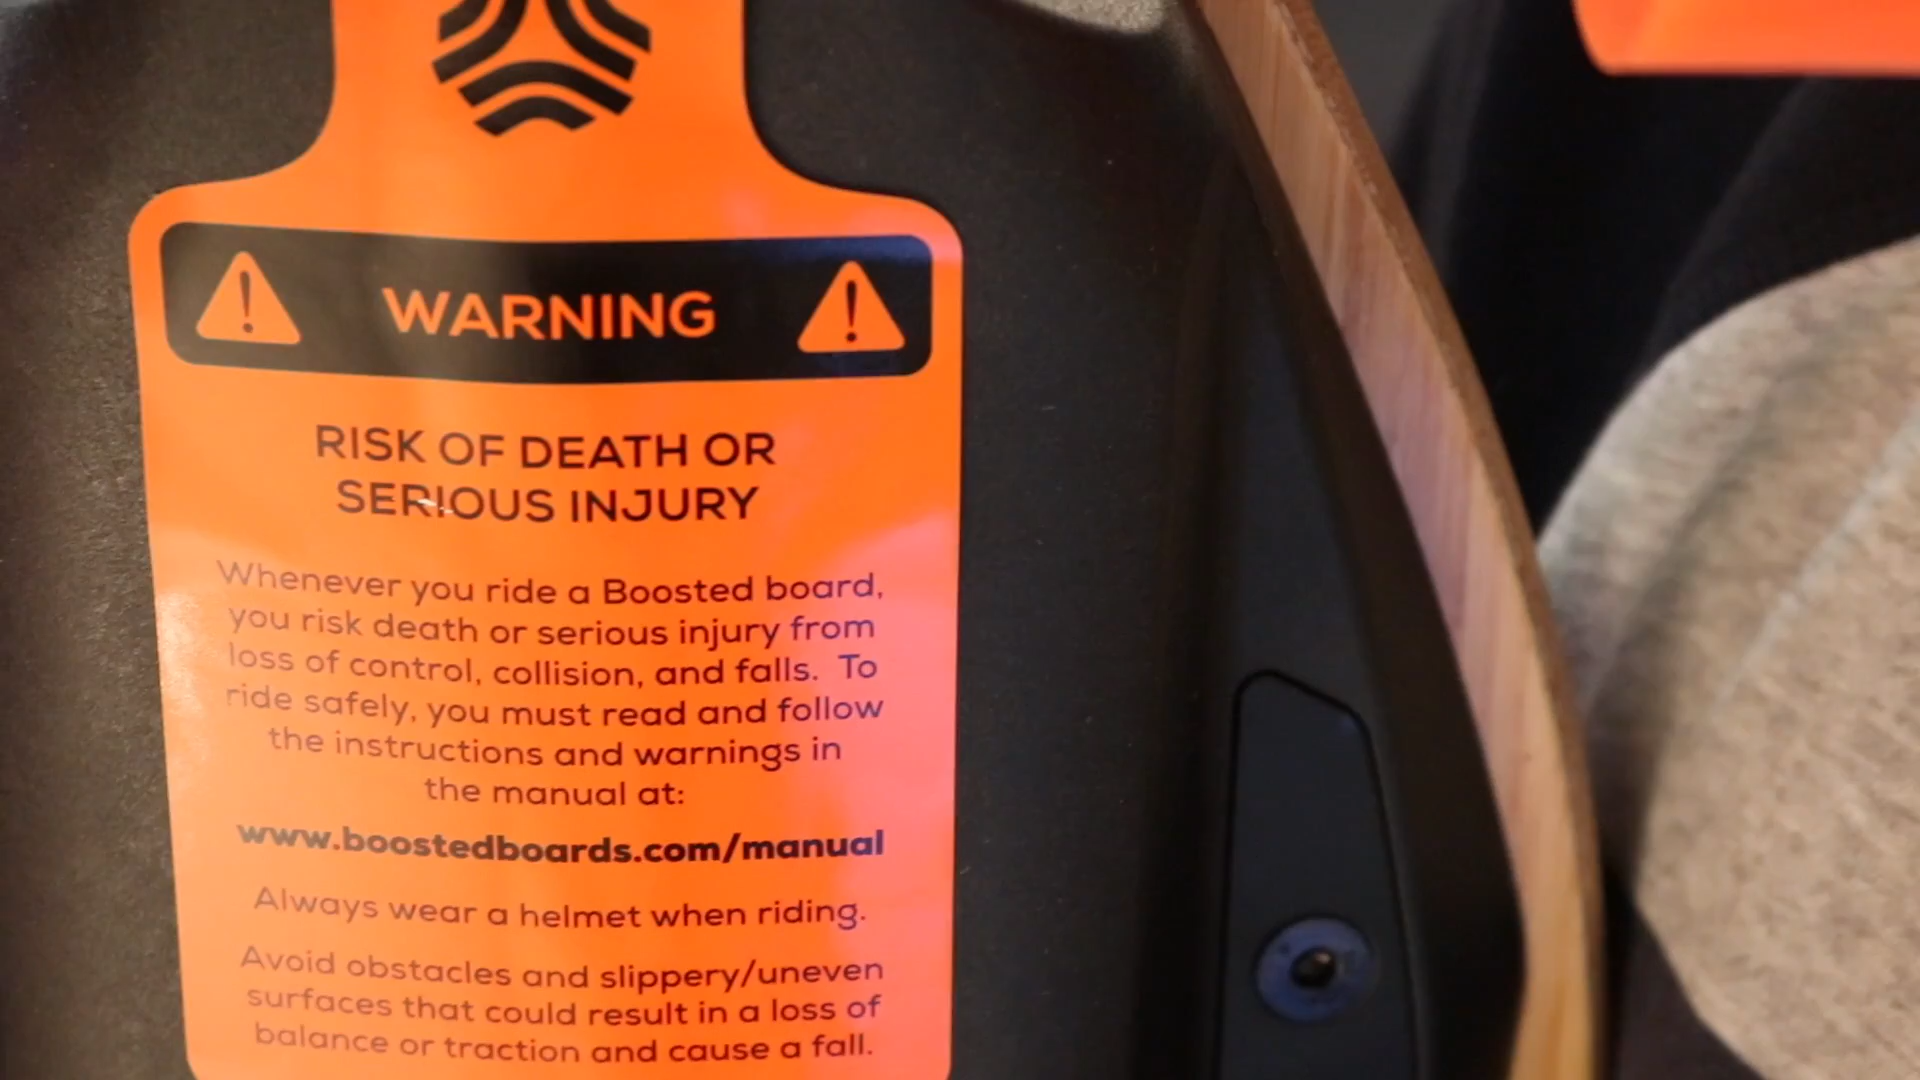 WARNING
RISK OF DEATH OR
SERIOUS INJURY
Whenever you ride a Boosted board,
you risk death or serious injury from
loss of control, collision, and falls. To
ride safely, you must read and follow
the instructions and warnings in
the manual at:
www.boostedboards.com/manual
Always wear a helmet when riding.
Avoid obstacles and slippery/uneven
surfaces that could result in a loss of
balance or traction and cause a fall.